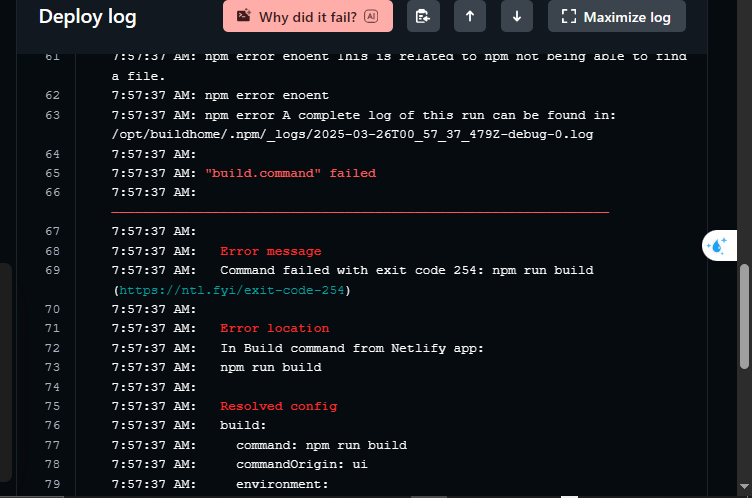 Deploy log
Why did it fail? AI
Maximize log
61 7:57:37 AM: npm error enoent This is related to npm not being able to find
a file.
62 7:57:37 AM: npm error enoent
63 7:57:37 AM: npm error A complete log of this run can be found in:
/opt/buildhome/.npm/_logs/2025-03-26T00_57_37_479Z-debug-0.log
64 7:57:37 AM:
65 7:57:37 AM: "build.command" failed
66 7:57:37 AM:
────────────────────────────────────────────────────────────────
67 7:57:37 AM:
68 7:57:37 AM: Error message
69 7:57:37 AM: Command failed with exit code 254: npm run build
(https://ntl.fyi/exit-code-254)
70 7:57:37 AM:
71 7:57:37 AM: Error location
72 7:57:37 AM: In Build command from Netlify app:
73 7:57:37 AM: npm run build
74 7:57:37 AM:
75 7:57:37 AM: Resolved config
76 7:57:37 AM: build:
77 7:57:37 AM: command: npm run build
78 7:57:37 AM: commandOrigin: ui
79 7:57:37 AM: environment: